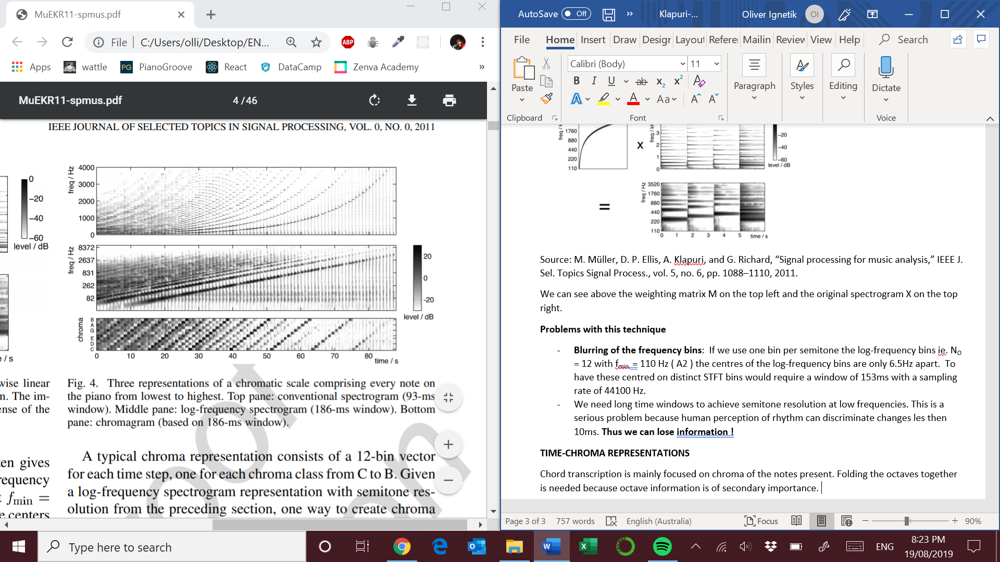 MuEKR11-spmus.pdf
File C:/Users/olli/Desktop/EN...
ABP
Apps wattle PG PianoGroove React DataCamp Zenva Academy »
MuEKR11-spmus.pdf 4 / 46
IEEE JOURNAL OF SELECTED TOPICS IN SIGNAL PROCESSING, VOL. 0, NO. 0, 2011
0
-20
-40
-60
level / dB
freq / Hz
4000
3000
2000
1000
0
freq / Hz
8372
2637
831
262
82
20
0
-20
level / dB
chroma
B
A
G
E
D
C
0 10 20 30 40 50 60 70 80 time / s
e / s
wise linear
m. The im-
ense of the
Fig. 4. Three representations of a chromatic scale comprising every note on
the piano from lowest to highest. Top pane: conventional spectrogram (93-ms
window). Middle pane: log-frequency spectrogram (186-ms window). Bottom
pane: chromagram (based on 186-ms window).
ten gives
requency
t fmin =
e centers
A typical chroma representation consists of a 12-bin vector
for each time step, one for each chroma class from C to B. Given
a log-frequency spectrogram representation with semitone res-
olution from the preceding section, one way to create chroma
AutoSave Off » Klapuri-... Oliver Ignetik OI
File Home Insert Draw Design Layout Referen Mailin Review View Help Search
Paste
Clipboard
Calibri (Body) 11
B I U ab x2 x2 A
A A Aa A A
Font
Paragraph
Styles
Editing
Dictate
Voice
freq / H
1760
880
440
220
110
x
freq / kH
3
2
1
0
-20
-40
-60
level / dB
=
freq / Hz
3520
1760
880
440
220
110
0 1 2 3 4 5 time / s
Source: M. Müller, D. P. Ellis, A. Klapuri, and G. Richard, “Signal processing for music analysis,” IEEE J.
Sel. Topics Signal Process., vol. 5, no. 6, pp. 1088–1110, 2011.
We can see above the weighting matrix M on the top left and the original spectrogram X on the top
right.
Problems with this technique
- Blurring of the frequency bins: If we use one bin per semitone the log-frequency bins ie. NO
= 12 with fmin = 110 Hz ( A2 ) the centres of the log-frequency bins are only 6.5Hz apart. To
have these centred on distinct STFT bins would require a window of 153ms with a sampling
rate of 44100 Hz.
- We need long time windows to achieve semitone resolution at low frequencies. This is a
serious problem because human perception of rhythm can discriminate changes les then
10ms. Thus we can lose information !
TIME-CHROMA REPRESENTATIONS
Chord transcription is mainly focused on chroma of the notes present. Folding the octaves together
is needed because octave information is of secondary importance.
Page 3 of 3 757 words English (Australia) Focus 90%
Type here to search
ENG
8:23 PM
19/08/2019